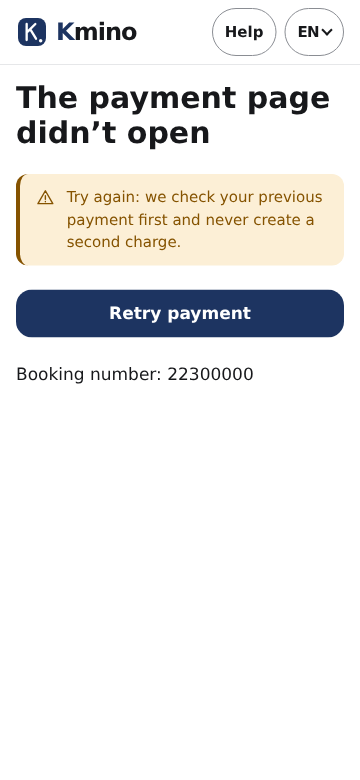 K. Kmino
Help
EN
The payment page
didn’t open
Try again: we check your previous
payment first and never create a
second charge.
Retry payment
Booking number: 22300000